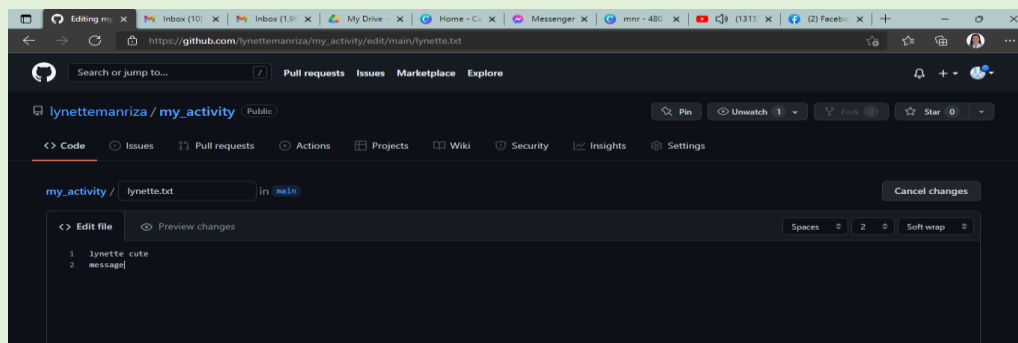 Editing my Inbox (10) Inbox (1,9 My Drive - Home - Ca Messenger mnr - 480 (1315 (2) Facebo
https://github.com/lynettemanriza/my_activity/edit/main/lynette.txt
Search or jump to... / Pull requests Issues Marketplace Explore
lynettemanriza / my_activity Public Pin Unwatch 1 Fork 0 Star 0
<> Code Issues Pull requests Actions Projects Wiki Security Insights Settings
my_activity / lynette.txt in main Cancel changes
<> Edit file Preview changes Spaces 2 Soft wrap
1 lynette cute
2 message